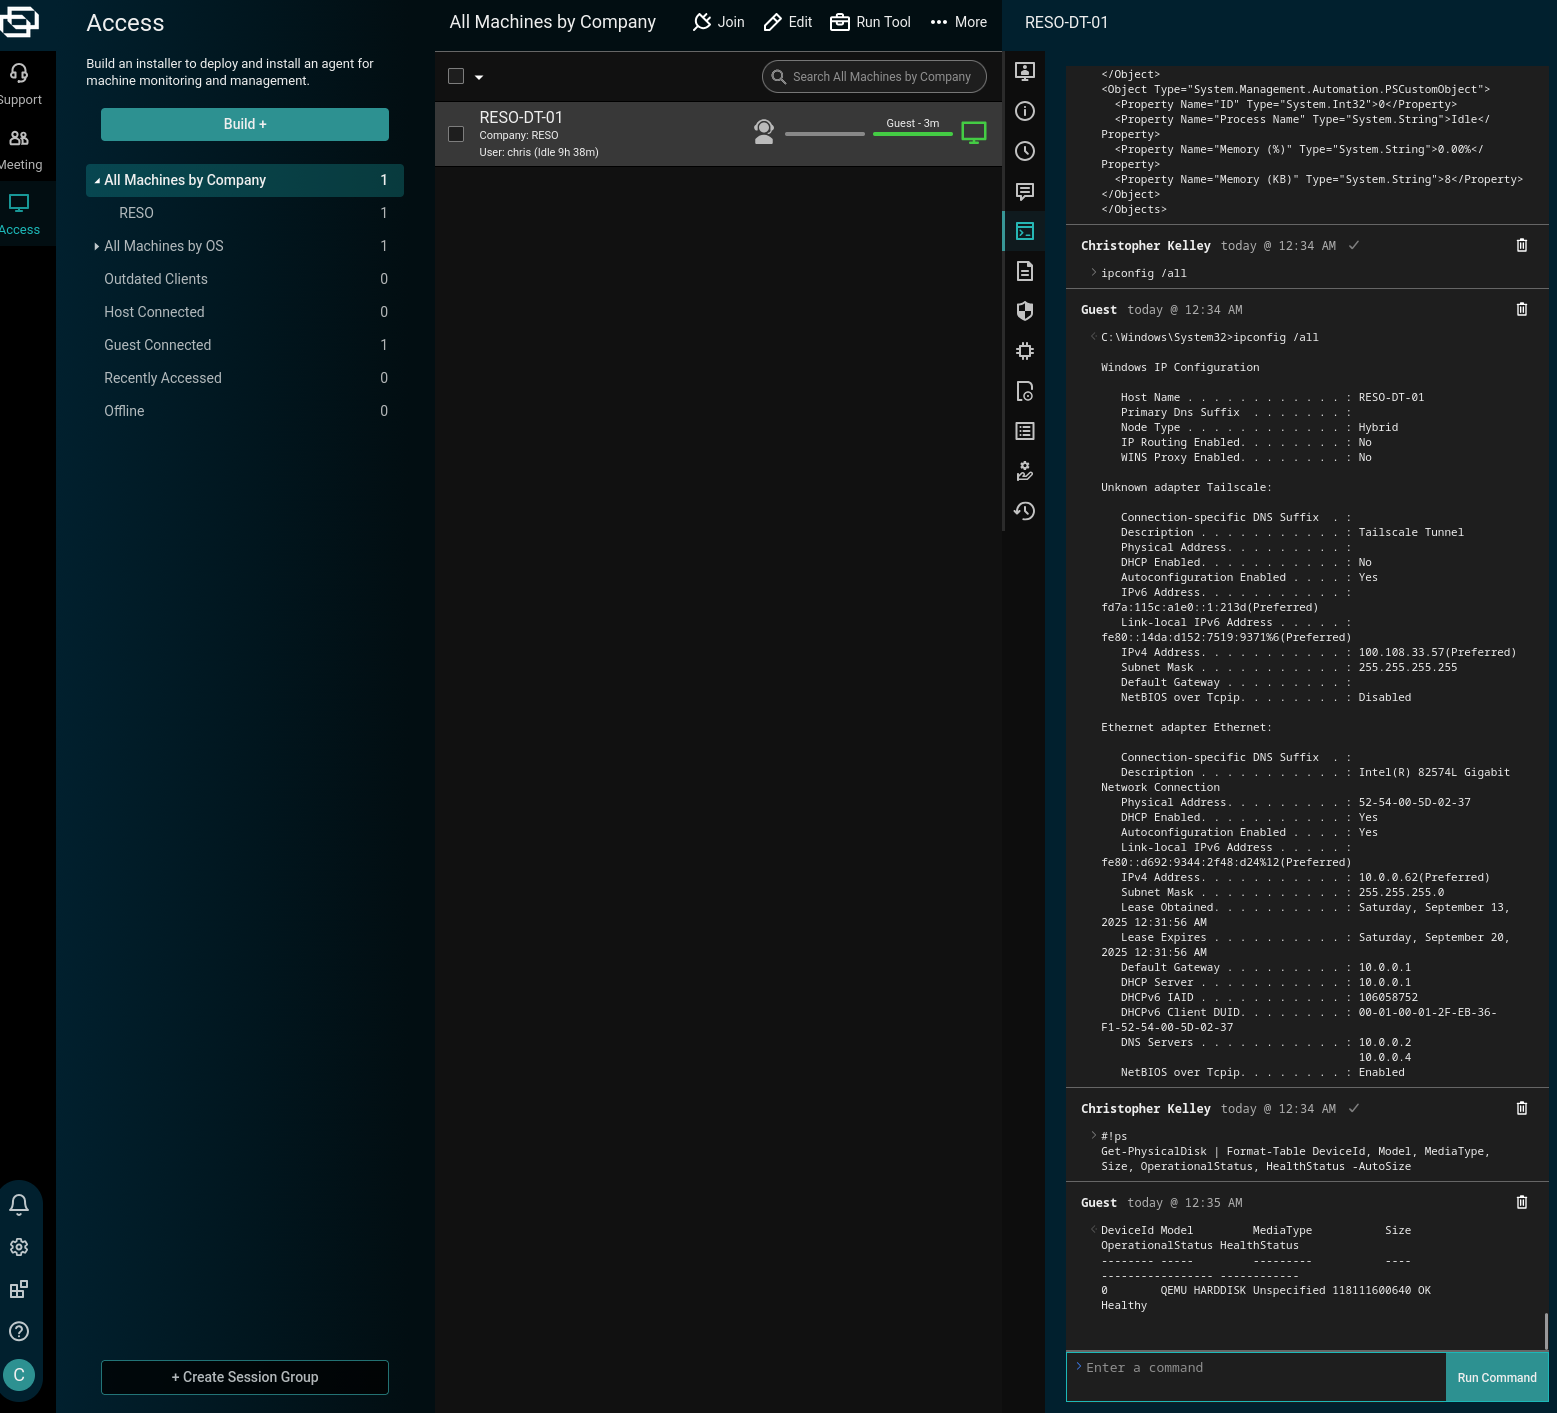 Support
Meeting
Access
C
Access
Build an installer to deploy and install an agent for
machine monitoring and management.
Build +
All Machines by Company 1
RESO 1
All Machines by OS 1
Outdated Clients 0
Host Connected 0
Guest Connected 1
Recently Accessed 0
Offline 0
+ Create Session Group
All Machines by Company
Join
Edit
Run Tool
More
Search All Machines by Company
RESO-DT-01
Company: RESO
User: chris (Idle 9h 38m)
Guest - 3m
RESO-DT-01
</Object>
<Object Type="System.Management.Automation.PSCustomObject">
<Property Name="ID" Type="System.Int32">0</Property>
<Property Name="Process Name" Type="System.String">Idle</
Property>
<Property Name="Memory (%)" Type="System.String">0.00%</
Property>
<Property Name="Memory (KB)" Type="System.String">8</Property>
</Object>
</Objects>
Christopher Kelley today @ 12:34 AM ✓
> ipconfig /all
Guest today @ 12:34 AM
< C:\Windows\System32>ipconfig /all
Windows IP Configuration
Host Name . . . . . . . . . . . . : RESO-DT-01
Primary Dns Suffix  . . . . . . . :
Node Type . . . . . . . . . . . . : Hybrid
IP Routing Enabled. . . . . . . . : No
WINS Proxy Enabled. . . . . . . . : No
Unknown adapter Tailscale:
Connection-specific DNS Suffix  . :
Description . . . . . . . . . . . : Tailscale Tunnel
Physical Address. . . . . . . . . :
DHCP Enabled. . . . . . . . . . . : No
Autoconfiguration Enabled . . . . : Yes
IPv6 Address. . . . . . . . . . . :
fd7a:115c:a1e0::1:213d(Preferred)
Link-local IPv6 Address . . . . . :
fe80::14da:d152:7519:9371%6(Preferred)
IPv4 Address. . . . . . . . . . . : 100.108.33.57(Preferred)
Subnet Mask . . . . . . . . . . . : 255.255.255.255
Default Gateway . . . . . . . . . :
NetBIOS over Tcpip. . . . . . . . : Disabled
Ethernet adapter Ethernet:
Connection-specific DNS Suffix  . :
Description . . . . . . . . . . . : Intel(R) 82574L Gigabit
Network Connection
Physical Address. . . . . . . . . : 52-54-00-5D-02-37
DHCP Enabled. . . . . . . . . . . : Yes
Autoconfiguration Enabled . . . . : Yes
Link-local IPv6 Address . . . . . :
fe80::d692:9344:2f48:d24%12(Preferred)
IPv4 Address. . . . . . . . . . . : 10.0.0.62(Preferred)
Subnet Mask . . . . . . . . . . . : 255.255.255.0
Lease Obtained. . . . . . . . . . : Saturday, September 13,
2025 12:31:56 AM
Lease Expires . . . . . . . . . . : Saturday, September 20,
2025 12:31:56 AM
Default Gateway . . . . . . . . . : 10.0.0.1
DHCP Server . . . . . . . . . . . : 10.0.0.1
DHCPv6 IAID . . . . . . . . . . . : 106058752
DHCPv6 Client DUID. . . . . . . . : 00-01-00-01-2F-EB-36-
F1-52-54-00-5D-02-37
DNS Servers . . . . . . . . . . . : 10.0.0.2
10.0.0.4
NetBIOS over Tcpip. . . . . . . . : Enabled
Christopher Kelley today @ 12:34 AM ✓
> #!ps
Get-PhysicalDisk | Format-Table DeviceId, Model, MediaType,
Size, OperationalStatus, HealthStatus -AutoSize
Guest today @ 12:35 AM
< DeviceId Model         MediaType           Size
OperationalStatus HealthStatus
-------- -----         ---------           ----
----------------- ------------
0        QEMU HARDDISK Unspecified 118111600640 OK
Healthy
> Enter a command
Run Command